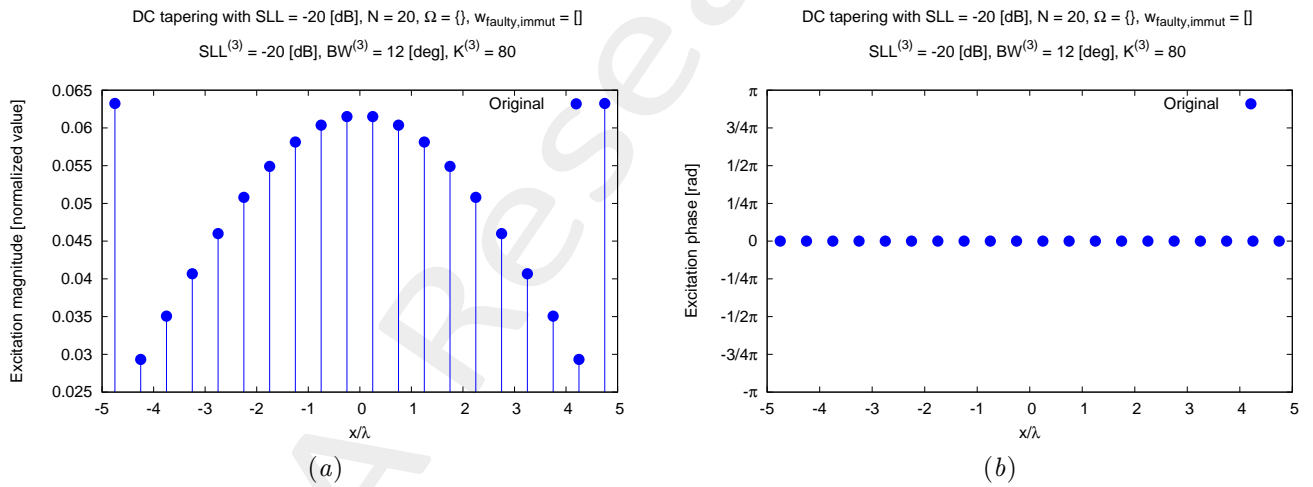 DC tapering with SLL = -20 [dB], N = 20, Ω = {}, w_faulty,immut = []
SLL^(3) = -20 [dB], BW^(3) = 12 [deg], K^(3) = 80
Excitation magnitude [normalized value]
0.065
0.06
0.055
0.05
0.045
0.04
0.035
0.03
0.025
Original
-5 -4 -3 -2 -1 0 1 2 3 4 5
x/λ
(a)
DC tapering with SLL = -20 [dB], N = 20, Ω = {}, w_faulty,immut = []
SLL^(3) = -20 [dB], BW^(3) = 12 [deg], K^(3) = 80
Excitation phase [rad]
π
3/4π
1/2π
1/4π
0
-1/4π
-1/2π
-3/4π
-π
Original
-5 -4 -3 -2 -1 0 1 2 3 4 5
x/λ
(b)